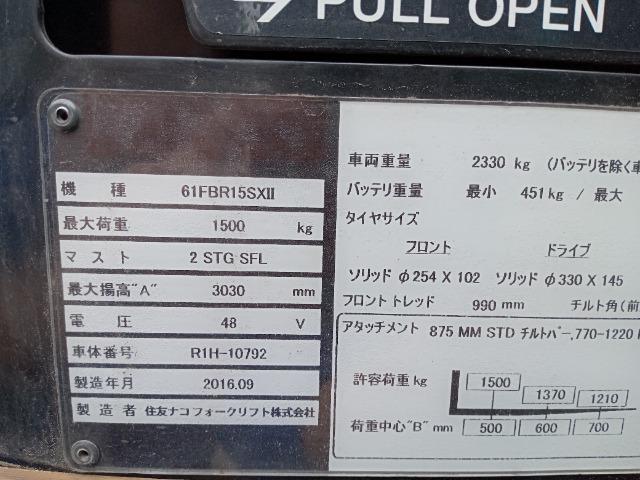 PULL OPEN
機 種 61FBR15SXII
最大荷重 1500 kg
マ ス ト 2 STG SFL
最大揚高"A" 3030 mm
電 圧 48 V
車体番号 R1H-10792
製造年月 2016.09
製 造 者 住友ナコフォークリフト株式会社
車両重量 2330 kg (バッテリを除く車
バッテリ重量 最小 451kg / 最大
タイヤサイズ
フロント ドライブ
ソリッド φ254 X 102 ソリッド φ330 X 145
フロントトレッド 990 mm チルト角(前
アタッチメント 875 MM STD チルトバー,770-1220
許容荷重 kg 1500 1370 1210
荷重中心"B" mm 500 600 700